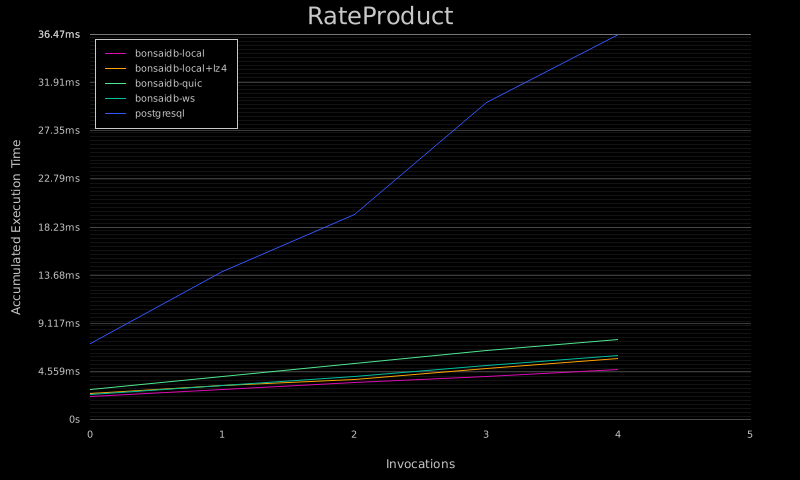 RateProduct
36.47ms
31.91ms
27.35ms
22.79ms
18.23ms
13.68ms
9.117ms
4.559ms
0s
Accumulated Execution Time
bonsaidb-local
bonsaidb-local+lz4
bonsaidb-quic
bonsaidb-ws
postgresql
0 1 2 3 4 5
Invocations